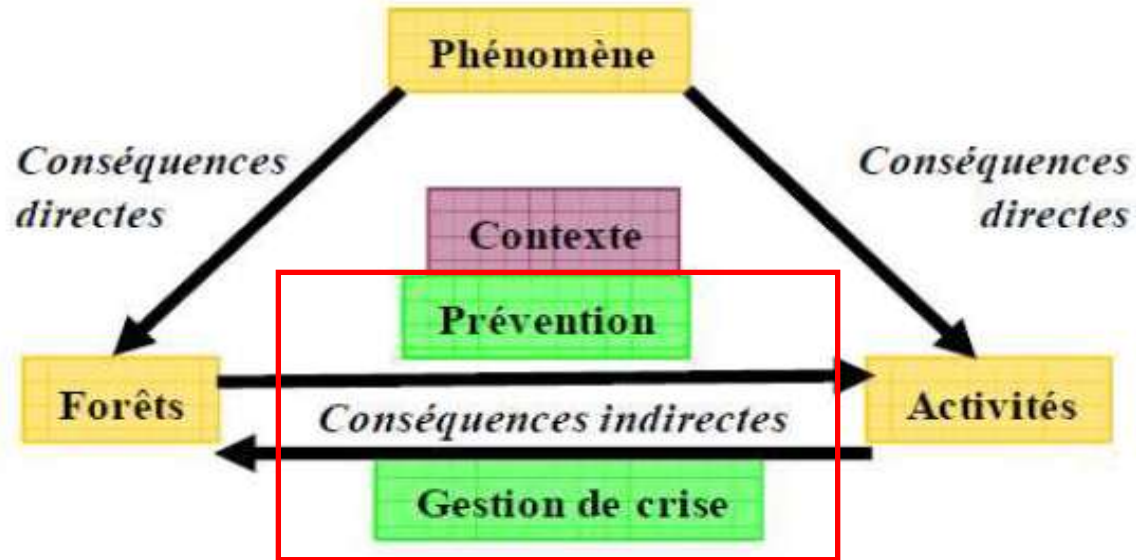 Phénomène
Conséquences
directes
Conséquences
directes
Contexte
Prévention
Forêts
Conséquences indirectes
Activités
Gestion de crise